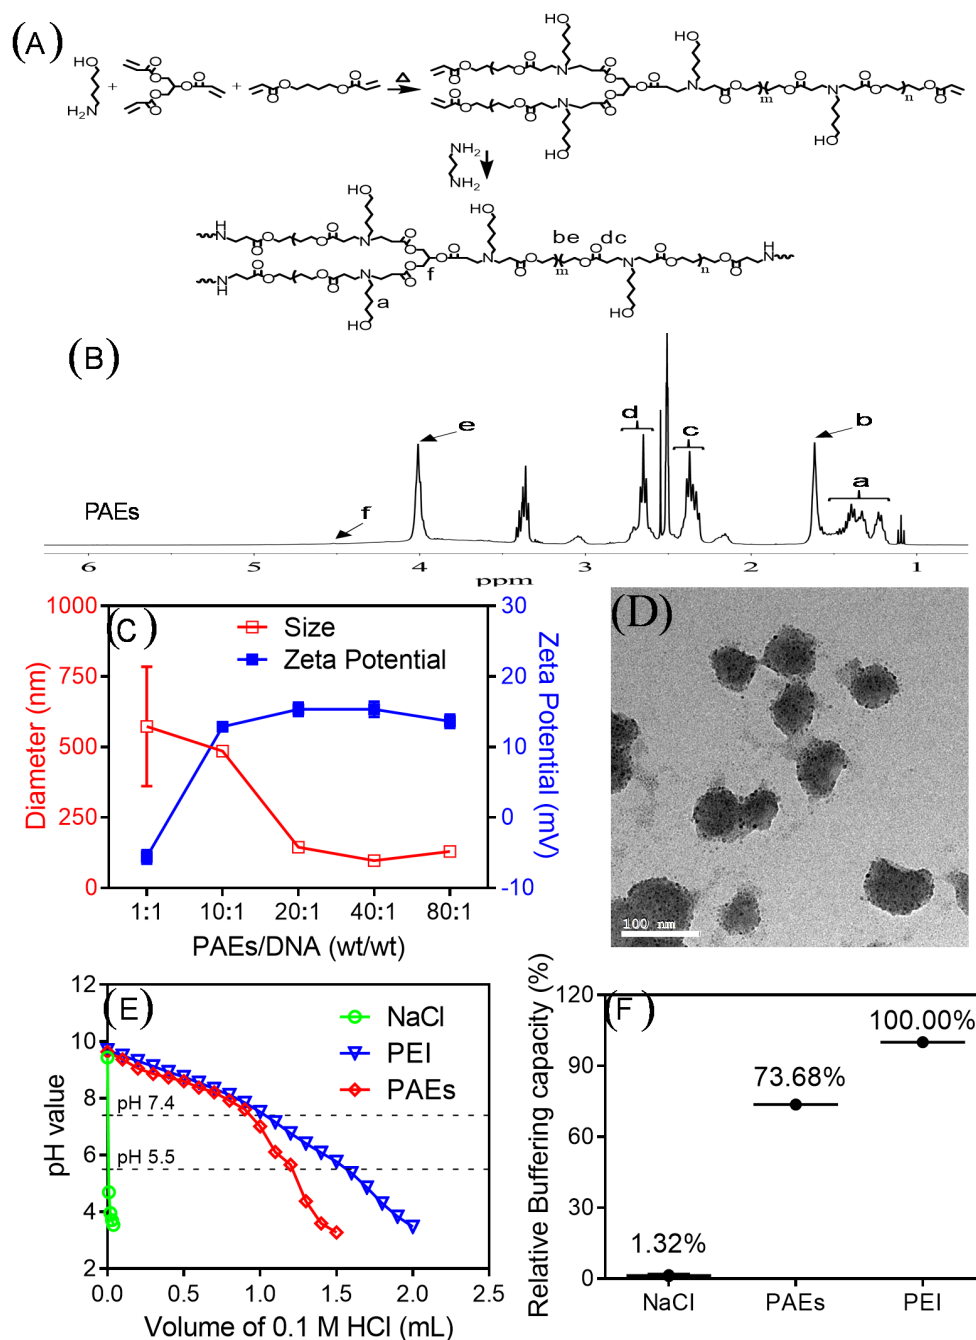 (A)
HO
H₂N
O
O
O
O
O
O
+
+
O
O
O
O
Δ
HO
HO
O
O
O
O
O
N
O
O
O
O
O
N
O
O
O
m
O
O
N
O
O
n
O
O
O
O
O
O
N
O
O
HO
HO
NH₂
NH₂
HO
HO
H
N
O
O
O
O
N
O
O
O
O
N
O
O
be
m
O
O
dc
N
O
O
n
O
O
H
N
N
H
O
O
O
O
N
O
O
f
a
HO
HO
(B)
e
d
c
b
a
PAEs
f
6
5
4
3
2
1
ppm
(C)
Size
Zeta Potential
Diameter (nm)
1000
750
500
250
0
Zeta Potential (mV)
30
20
10
0
-10
1:1
10:1
20:1
40:1
80:1
PAEs/DNA (wt/wt)
(D)
100 nm
(E)
NaCl
PEI
PAEs
pH value
12
10
8
6
4
2
pH 7.4
pH 5.5
0.0
0.5
1.0
1.5
2.0
2.5
Volume of 0.1 M HCl (mL)
(F)
Relative Buffering capacity (%)
120
90
60
30
0
1.32%
73.68%
100.00%
NaCl
PAEs
PEI